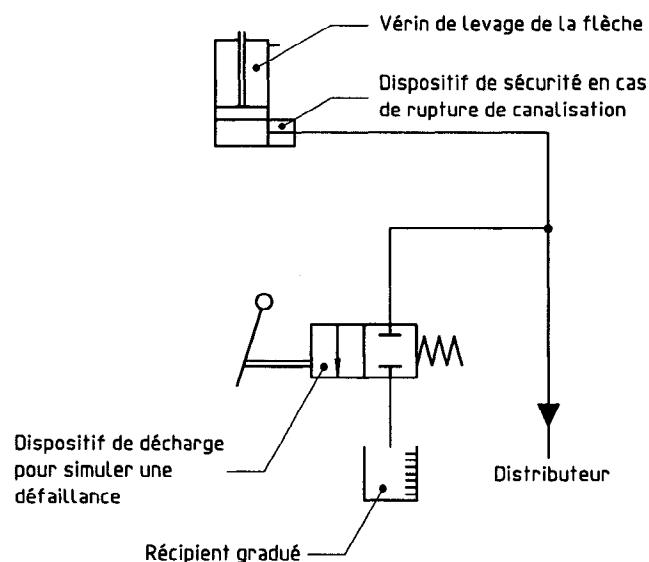 Vérin de levage de la flèche
Dispositif de sécurité en cas
de rupture de canalisation
Dispositif de décharge
pour simuler une
défaillance
Distributeur
Récipient gradué